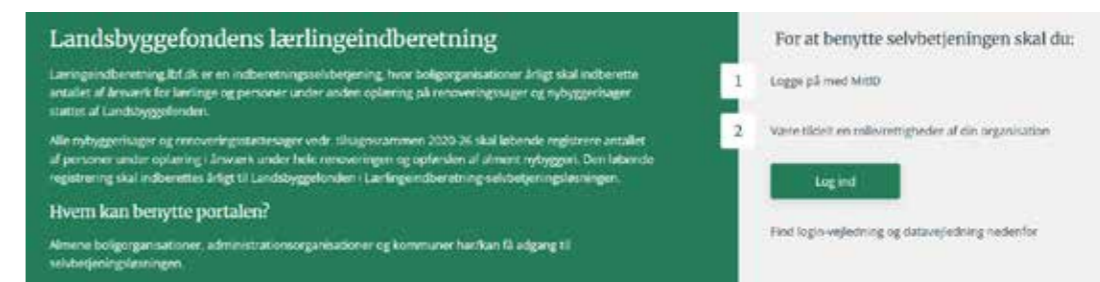 Landsbyggefondens lærlingeindberetning
Lærlingeindberetning.lbf.dk er en indberetningsselvbetjening, hvor boligorganisationer årligt skal indberette
antallet af årsværk for lærlinge og personer under anden oplæring på renoveringssager og nybyggerisager
støttet af Landsbyggefonden.
Alle nybyggerisager og renoveringsstøttesager vedr. tilsagnsrammen 2020-26 skal løbende registrere antallet
af personer under oplæring i årsværk under hele renoveringen og opførslen af alment nybyggeri. Den løbende
registrering skal indberettes årligt til Landsbyggefonden i Lærlingeindberetning-selvbetjeningsløsningen.
Hvem kan benytte portalen?
Almene boligorganisationer, administrationsorganisationer og kommuner har/kan få adgang til
selvbetjeningsløsningen.
For at benytte selvbetjeningen skal du:
1 Logge på med MitID
2 Være tildelt en rolle/rettigheder af din organisation
Log ind
Find login-vejledning og datavejledning nedenfor